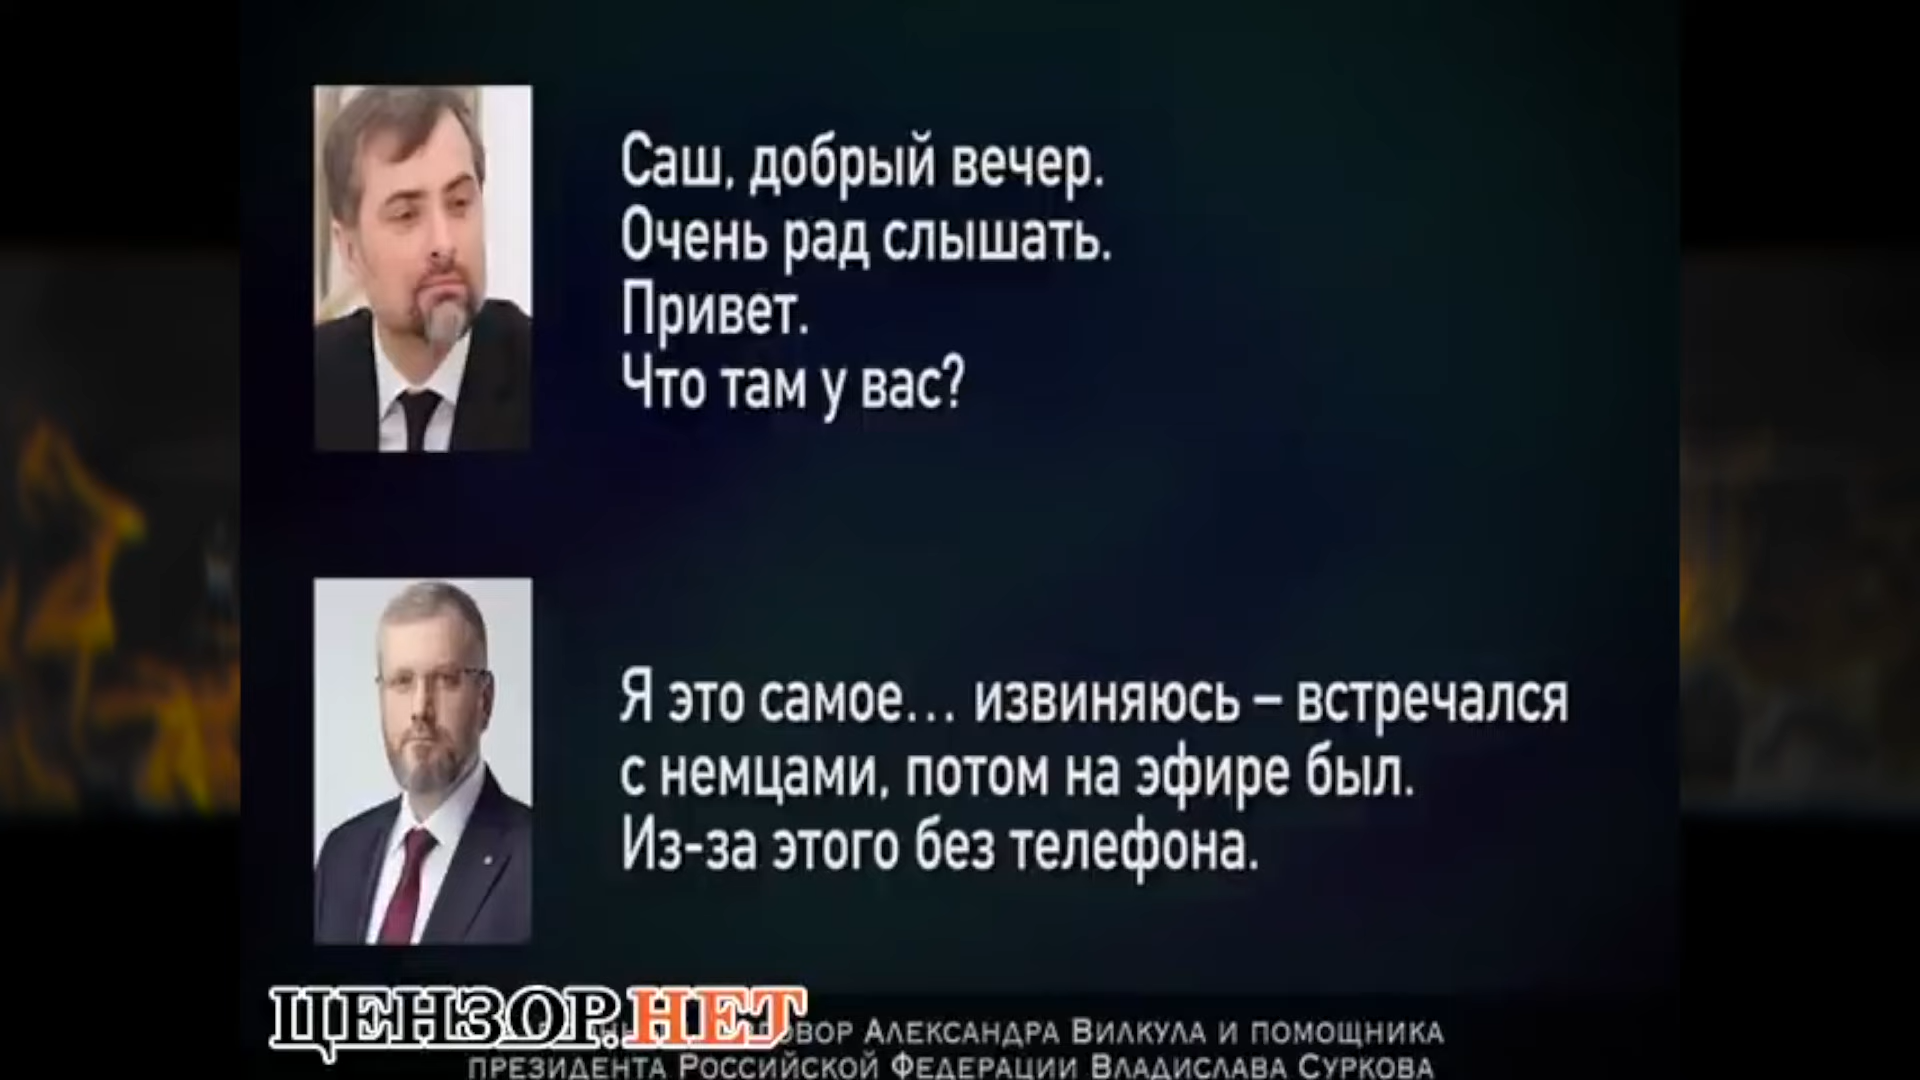 Саш, добрый вечер.
Очень рад слышать.
Привет.
Что там у вас?
Я это самое… извиняюсь – встречался
с немцами, потом на эфире был.
Из-за этого без телефона.
ЦЕНЗОР.НЕТ
Александра Вилкула и помощника
президента Российской Федерации Владислава Суркова